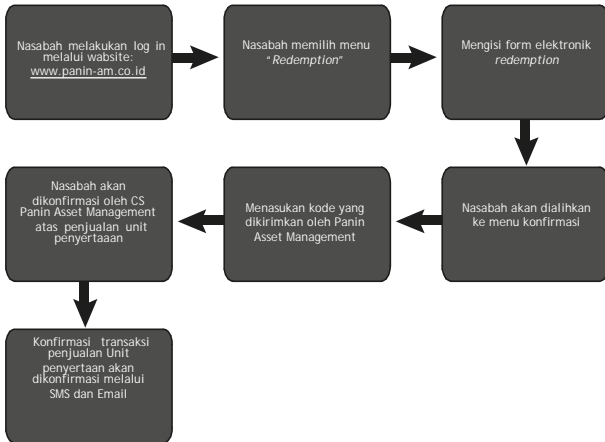 Nasabah melakukan log in
melalui wabsite:
www.panin-am.co.id
Nasabah memilih menu
"Redemption"
Mengisi form elektronik
redemption
Nasabah akan dialihkan
ke menu konfirmasi
Menasukan kode yang
dikirimkan oleh Panin
Asset Management
Nasabah akan
dikonfirmasi oleh CS
Panin Asset Management
atas penjualan unit
penyertaaan
Konfirmasi transaksi
penjualan Unit
penyertaan akan
dikonfirmasi melalui
SMS dan Email